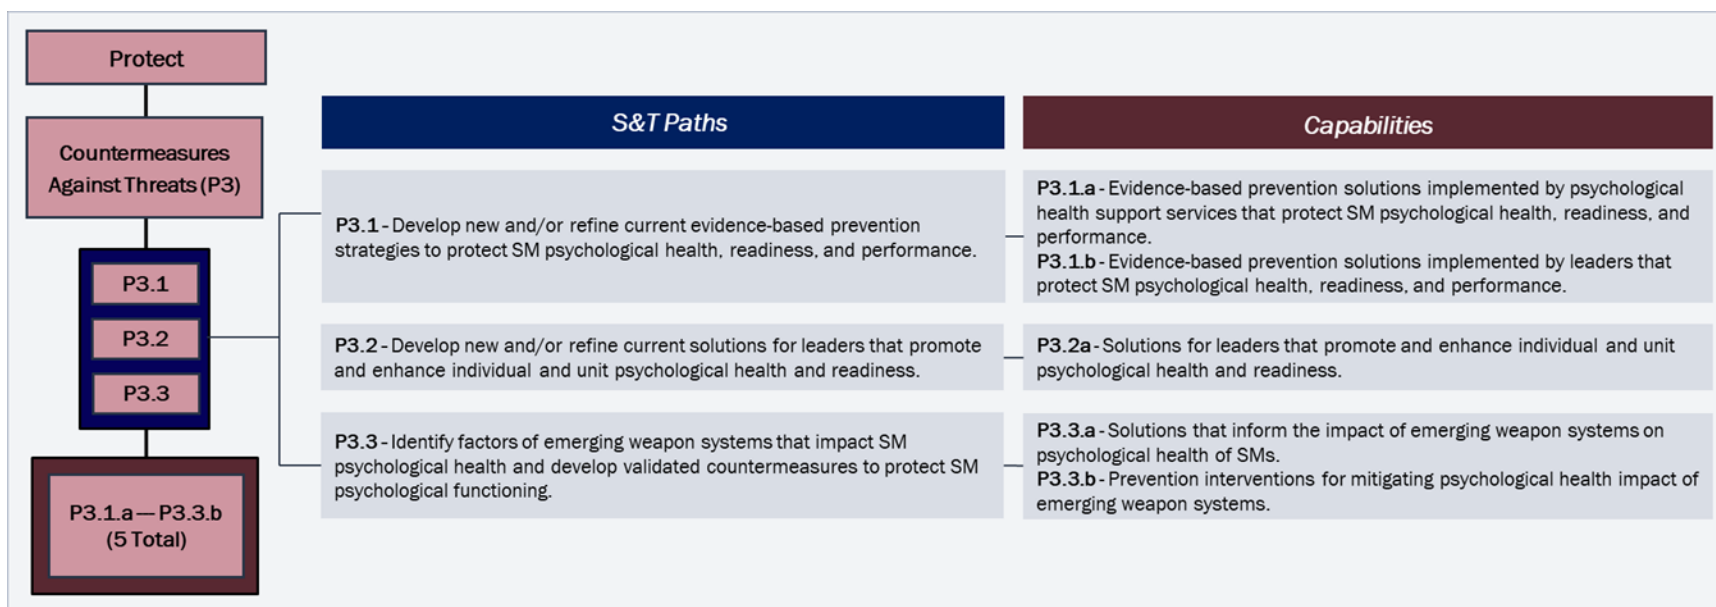 Protect
Countermeasures
Against Threats (P3)
P3.1
P3.2
P3.3
P3.1.a — P3.3.b
(5 Total)
S&T Paths
Capabilities
P3.1 - Develop new and/or refine current evidence-based prevention
strategies to protect SM psychological health, readiness, and performance.
P3.1.a - Evidence-based prevention solutions implemented by psychological
health support services that protect SM psychological health, readiness, and
performance.
P3.1.b - Evidence-based prevention solutions implemented by leaders that
protect SM psychological health, readiness, and performance.
P3.2 - Develop new and/or refine current solutions for leaders that promote
and enhance individual and unit psychological health and readiness.
P3.2a - Solutions for leaders that promote and enhance individual and unit
psychological health and readiness.
P3.3 - Identify factors of emerging weapon systems that impact SM
psychological health and develop validated countermeasures to protect SM
psychological functioning.
P3.3.a - Solutions that inform the impact of emerging weapon systems on
psychological health of SMs.
P3.3.b - Prevention interventions for mitigating psychological health impact of
emerging weapon systems.